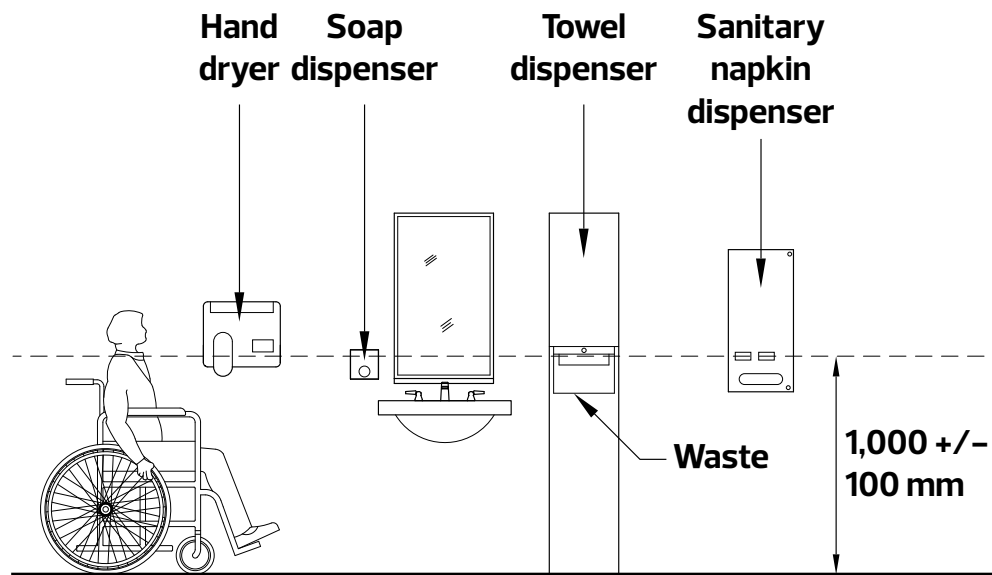 Hand
dryer
Soap
dispenser
Towel
dispenser
Sanitary
napkin
dispenser
Waste
1,000 +/–
100 mm